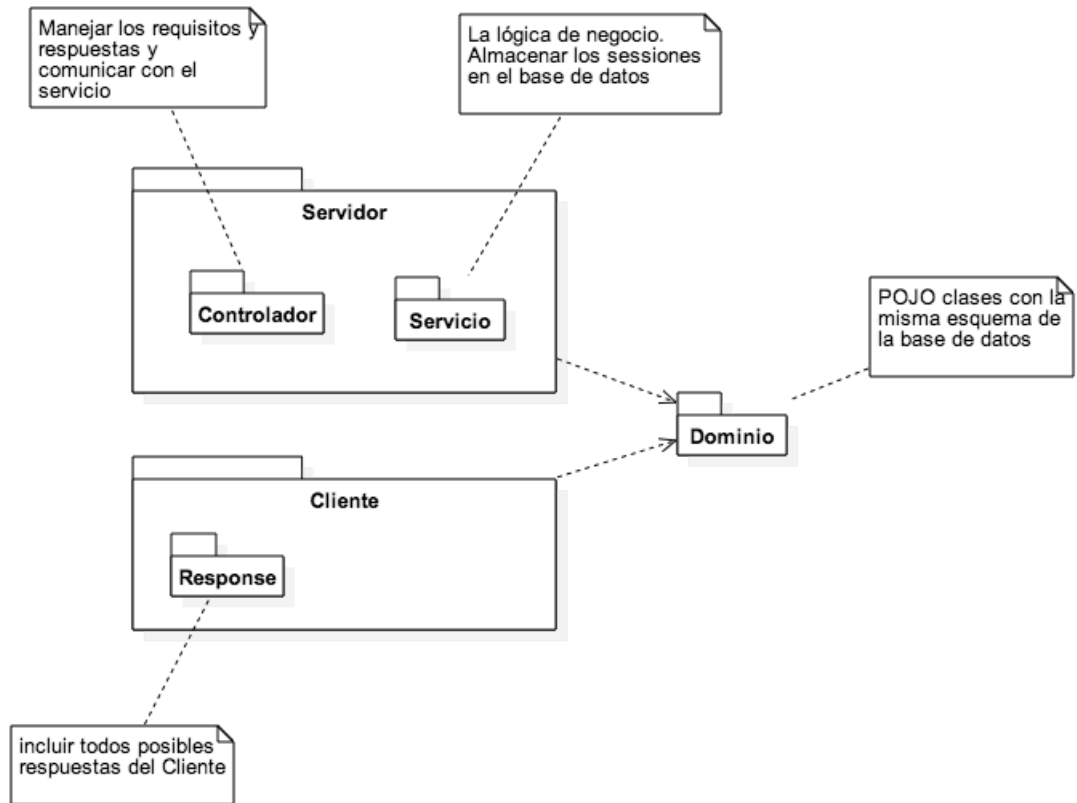 Manejar los requisitos y
respuestas y
comunicar con el
servicio
La lógica de negocio.
Almacenar los sessiones
en el base de datos
Servidor
Controlador
Servicio
POJO clases con la
misma esquema de
la base de datos
Dominio
Cliente
Response
incluir todos posibles
respuestas del Cliente